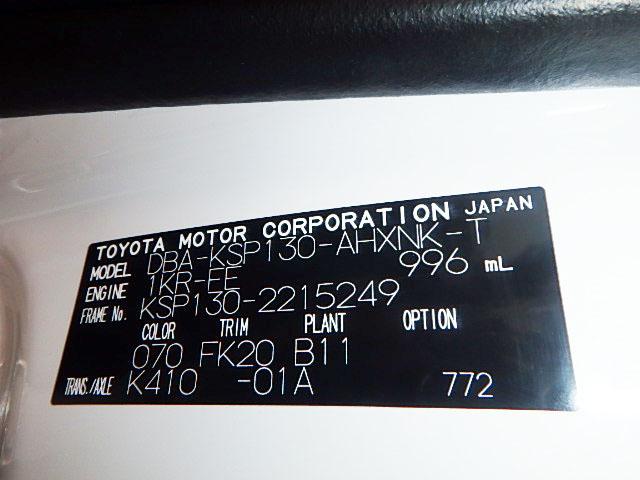 TOYOTA MOTOR CORPORATION JAPAN
MODEL DBA-KSP130-AHXNK-T
ENGINE 1KR-FE 996 mL
FRAME No. KSP130-2215249
COLOR TRIM PLANT OPTION
070 FK20 B11
TRANS./AXLE K410 -01A 772